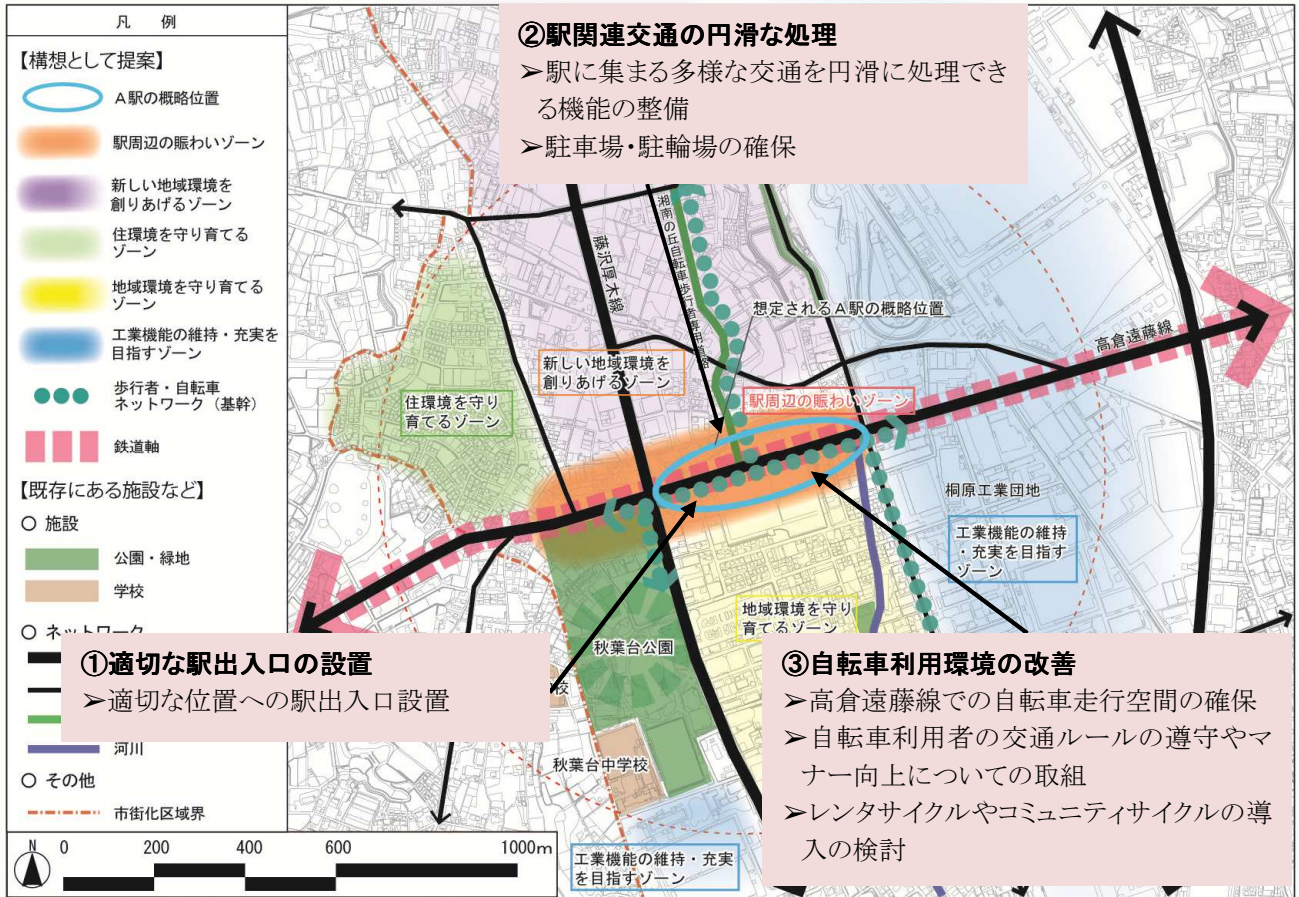 凡　例
【構想として提案】
A駅の概略位置
駅周辺の賑わいゾーン
新しい地域環境を
創りあげるゾーン
住環境を守り育てる
ゾーン
地域環境を守り育てる
ゾーン
工業機能の維持・充実を
目指すゾーン
歩行者・自転車
ネットワーク（基幹）
鉄道軸
【既存にある施設など】
○ 施設
公園・緑地
学校
○ ネットワーク
河川
○ その他
市街化区域界
N
0 200 400 600 1000m
②駅関連交通の円滑な処理
➢駅に集まる多様な交通を円滑に処理でき
る機能の整備
➢駐車場・駐輪場の確保
藤沢厚木線
湘南の丘自転車歩行者専用道路
想定されるA駅の概略位置
高倉遠藤線
新しい地域環境を
創りあげるゾーン
駅周辺の賑わいゾーン
住環境を守り
育てるゾーン
桐原工業団地
工業機能の維持
・充実を目指す
ゾーン
地域環境を守り
育てるゾーン
秋葉台公園
①適切な駅出入口の設置
➢適切な位置への駅出入口設置
校
秋葉台中学校
工業機能の維持・充実
を目指すゾーン
③自転車利用環境の改善
➢高倉遠藤線での自転車走行空間の確保
➢自転車利用者の交通ルールの遵守やマ
ナー向上についての取組
➢レンタサイクルやコミュニティサイクルの導
入の検討